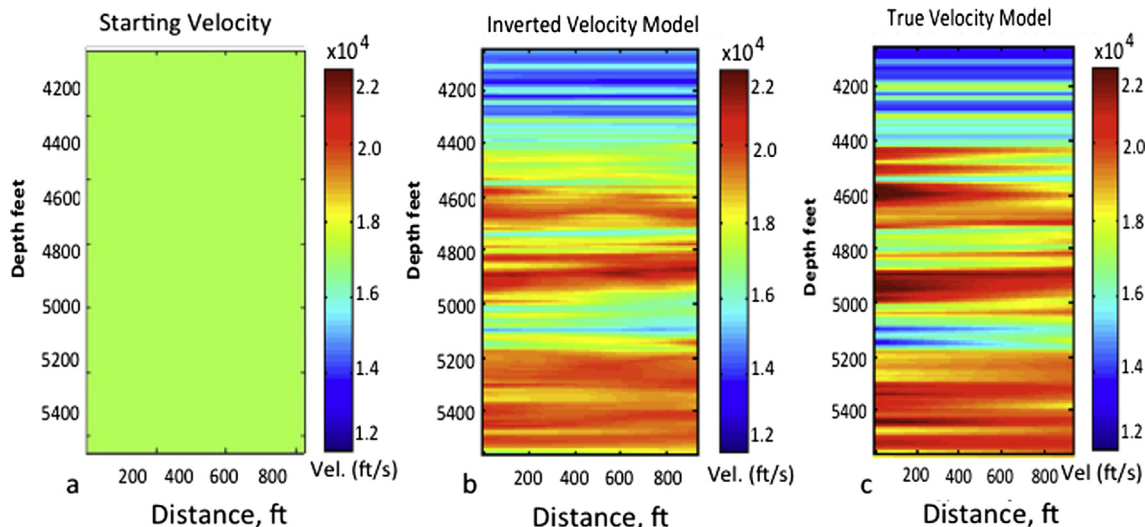 Starting Velocity
x10⁴
4200
4400
4600
4800
5000
5200
5400
Depth feet
2.2
2.0
1.8
1.6
1.4
1.2
Vel. (ft/s)
200 400 600 800
a
Distance, ft
Inverted Velocity Model
x10⁴
4200
4400
4600
4800
5000
5200
5400
Depth feet
2.2
2.0
1.8
1.6
1.4
1.2
Vel. (ft/s)
200 400 600 800
b
Distance, ft
True Velocity Model
x10⁴
4200
4400
4600
4800
5000
5200
5400
Depth feet
2.2
2.0
1.8
1.6
1.4
1.2
Vel (ft/s)
200 400 600 800
c
Distance, ft